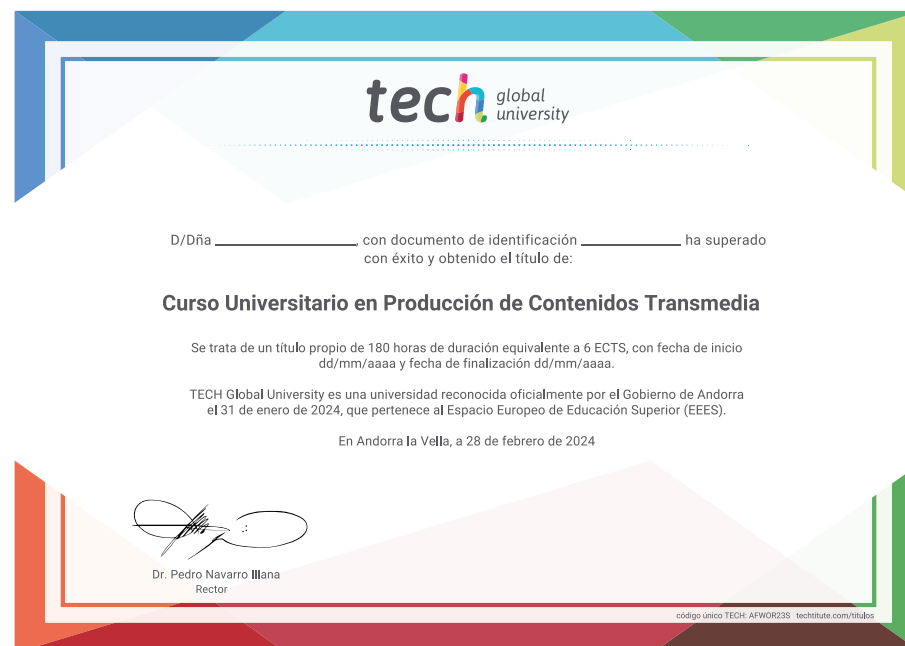 tech global
university
D/Dña ____________________, con documento de identificación ______________ ha superado
con éxito y obtenido el título de:
Curso Universitario en Producción de Contenidos Transmedia
Se trata de un título propio de 180 horas de duración equivalente a 6 ECTS, con fecha de inicio
dd/mm/aaaa y fecha de finalización dd/mm/aaaa.
TECH Global University es una universidad reconocida oficialmente por el Gobierno de Andorra
el 31 de enero de 2024, que pertenece al Espacio Europeo de Educación Superior (EEES).
En Andorra la Vella, a 28 de febrero de 2024
Dr. Pedro Navarro Illana
Rector
código único TECH: AFWOR23S techtitute.com/titulos